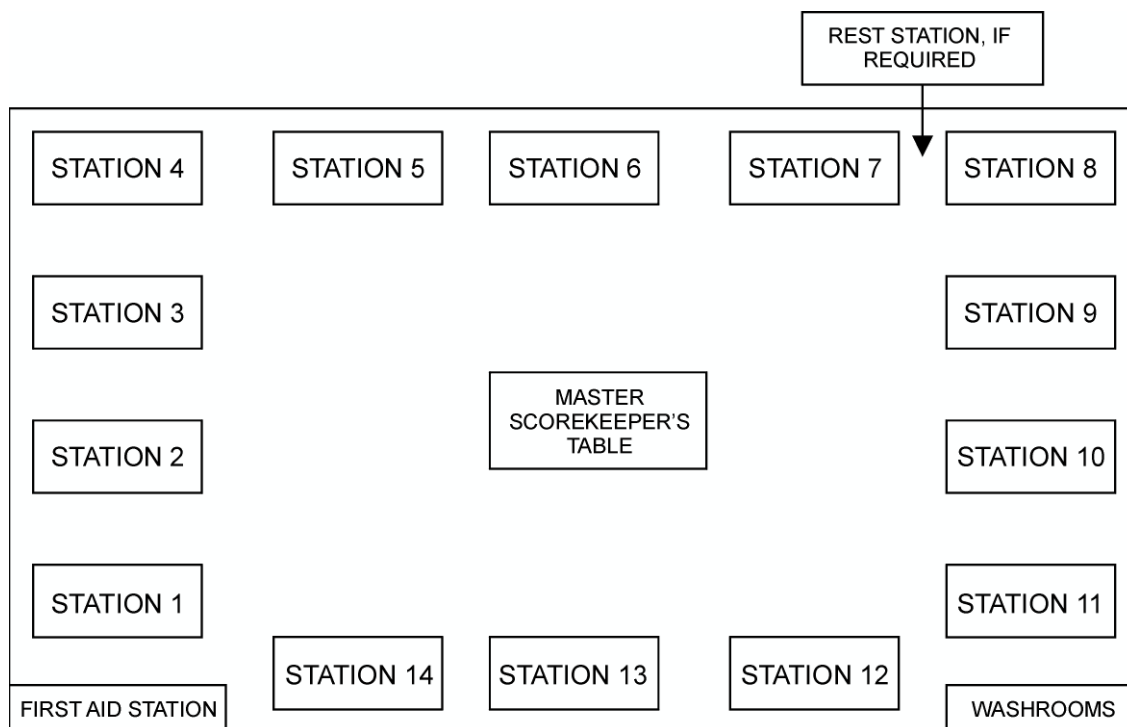 REST STATION, IF
REQUIRED
STATION 4
STATION 5
STATION 6
STATION 7
STATION 8
STATION 3
STATION 9
MASTER
SCOREKEEPER'S
TABLE
STATION 2
STATION 10
STATION 1
STATION 11
STATION 14
STATION 13
STATION 12
FIRST AID STATION
WASHROOMS